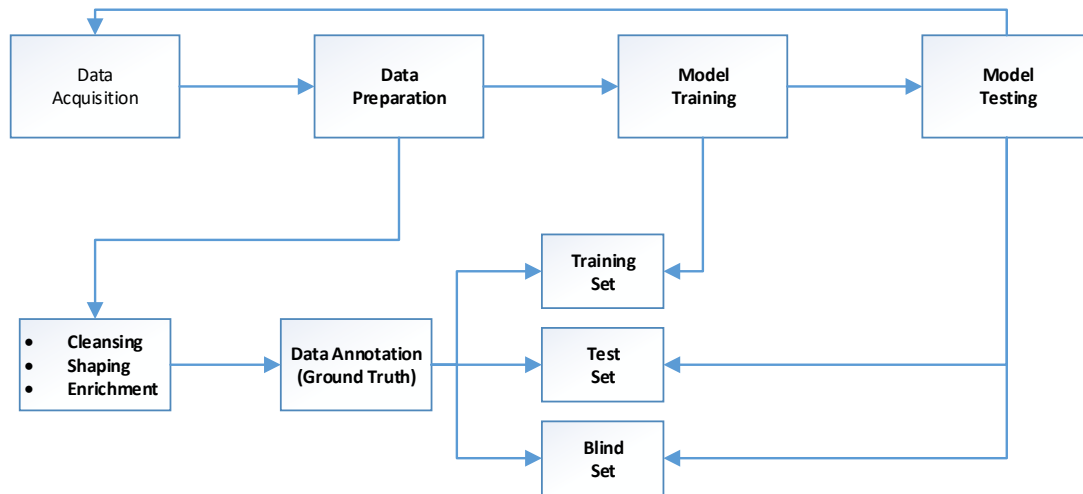 Data
Acquisition
Data
Preparation
Model
Training
Model
Testing
Training
Set
• Cleansing
• Shaping
• Enrichment
Data Annotation
(Ground Truth)
Test
Set
Blind
Set